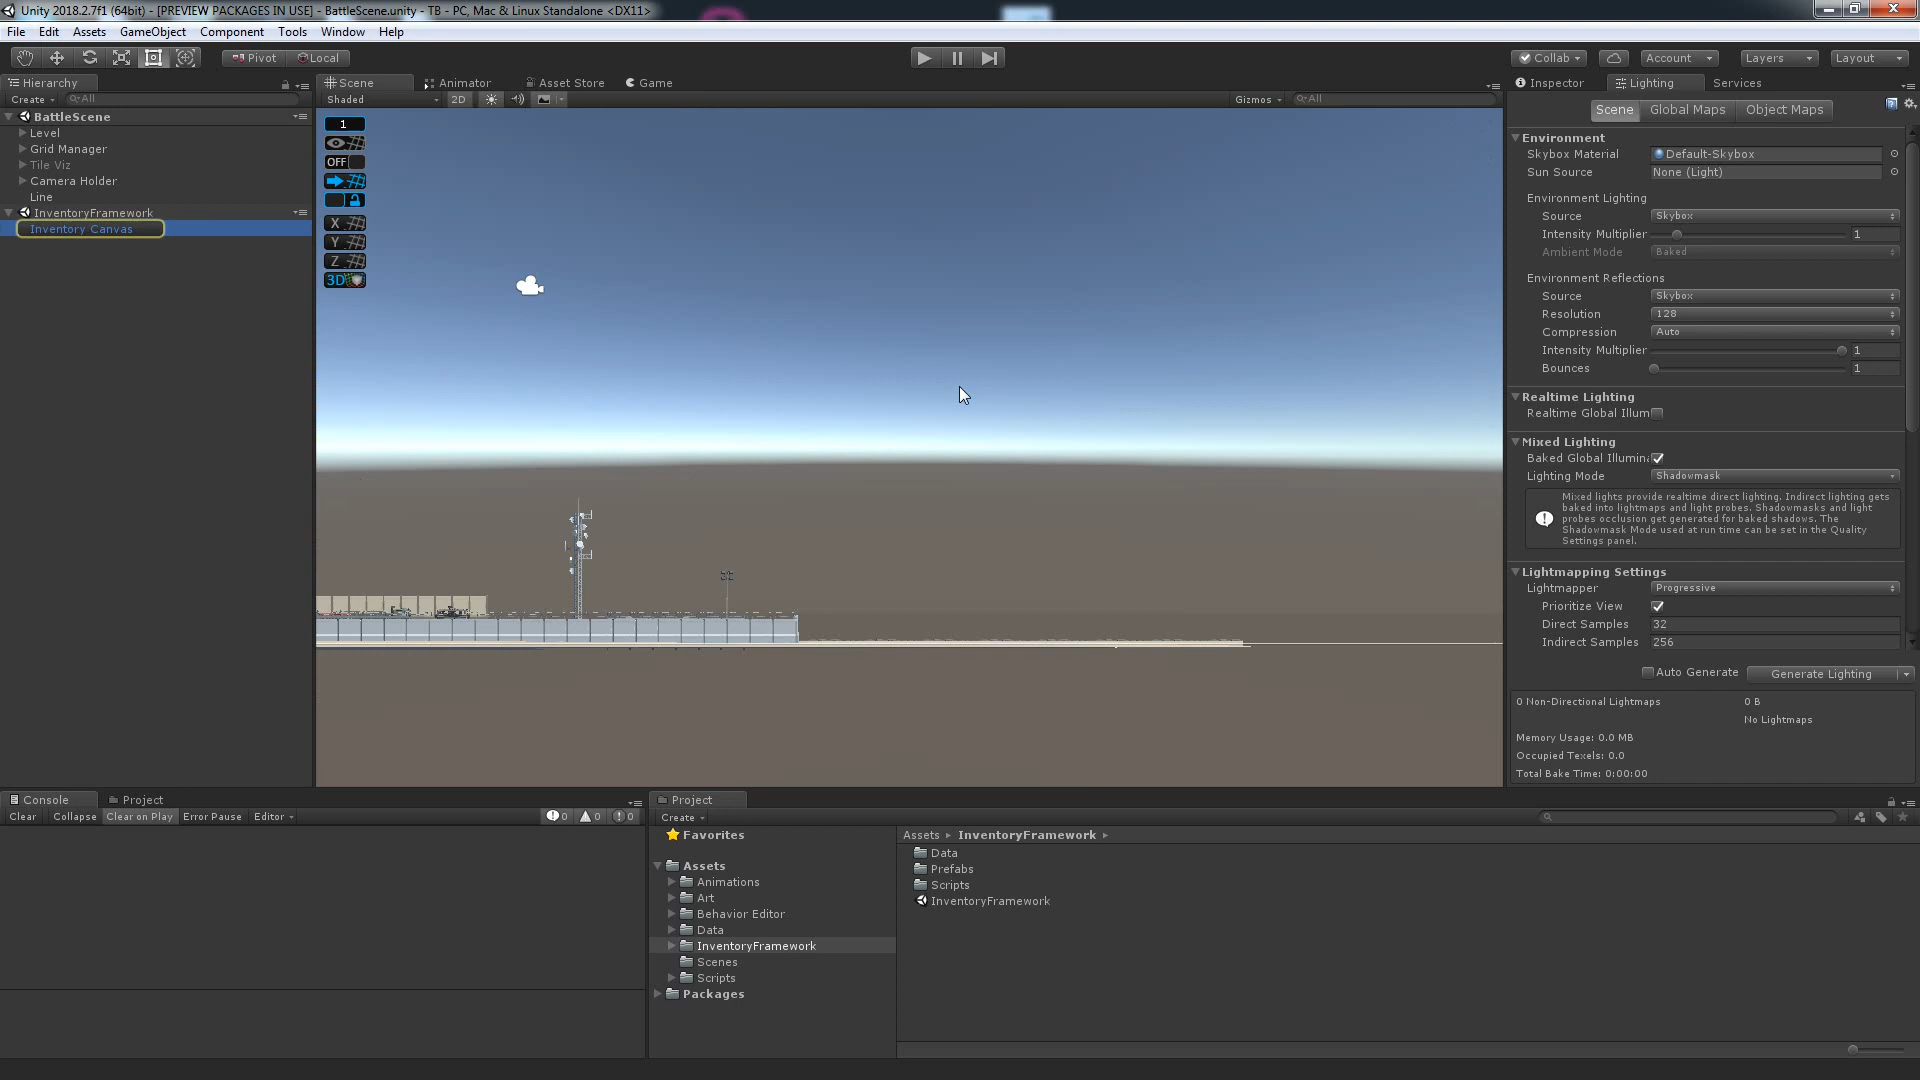 Unity 2018.2.7f1 (64bit) - [PREVIEW PACKAGES IN USE] - BattleScene.unity - TB - PC, Mac & Linux Standalone <DX11>
File Edit Assets GameObject Component Tools Window Help
Pivot Local Collab Account Layers Layout
Hierarchy
Create All
BattleScene
Level
Grid Manager
Tile Viz
Camera Holder
Line
InventoryFramework
Inventory Canvas
Scene Animator Asset Store Game
Shaded 2D Gizmos All
1
OFF
X
Y
Z
3D
Inspector Lighting Services
Scene Global Maps Object Maps
Environment
Skybox Material Default-Skybox
Sun Source None (Light)
Environment Lighting
Source Skybox
Intensity Multiplier 1
Ambient Mode Baked
Environment Reflections
Source Skybox
Resolution 128
Compression Auto
Intensity Multiplier 1
Bounces 1
Realtime Lighting
Realtime Global Illum
Mixed Lighting
Baked Global Illumina
Lighting Mode Shadowmask
Mixed lights provide realtime direct lighting. Indirect lighting gets
baked into lightmaps and light probes. Shadowmasks and light
probes occlusion get generated for baked shadows. The
Shadowmask Mode used at run time can be set in the Quality
Settings panel.
Lightmapping Settings
Lightmapper Progressive
Prioritize View
Direct Samples 32
Indirect Samples 256
Auto Generate Generate Lighting
0 Non-Directional Lightmaps 0 B
No Lightmaps
Memory Usage: 0.0 MB
Occupied Texels: 0.0
Total Bake Time: 0:00:00
Console Project
Clear Collapse Clear on Play Error Pause Editor 0 0 0
Project
Create
Favorites
Assets
Animations
Art
Behavior Editor
Data
InventoryFramework
Scenes
Scripts
Packages
Assets InventoryFramework
Data
Prefabs
Scripts
InventoryFramework